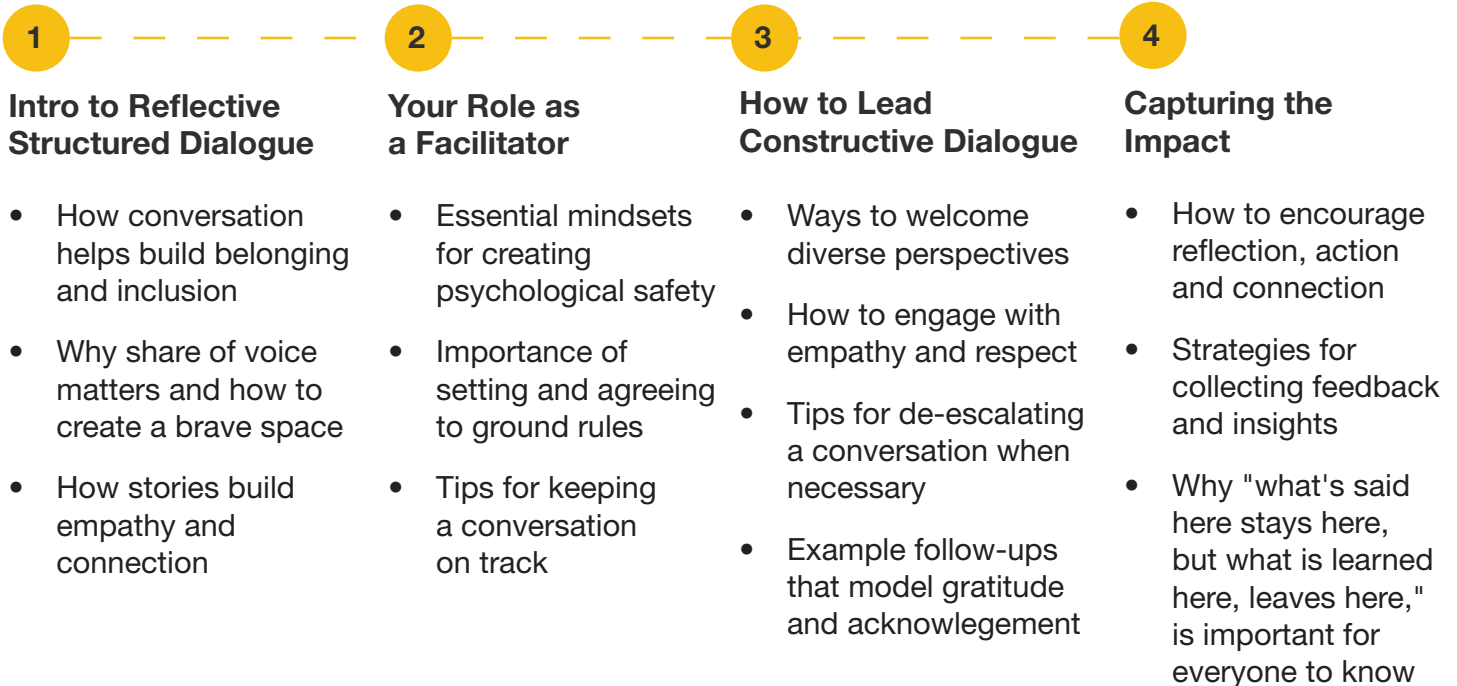 1
Intro to Reflective
Structured Dialogue
• How conversation
helps build belonging
and inclusion
• Why share of voice
matters and how to
create a brave space
• How stories build
empathy and
connection
2
Your Role as
a Facilitator
• Essential mindsets
for creating
psychological safety
• Importance of
setting and agreeing
to ground rules
• Tips for keeping
a conversation
on track
3
How to Lead
Constructive Dialogue
• Ways to welcome
diverse perspectives
• How to engage with
empathy and respect
• Tips for de-escalating
a conversation when
necessary
• Example follow-ups
that model gratitude
and acknowlegement
4
Capturing the
Impact
• How to encourage
reflection, action
and connection
• Strategies for
collecting feedback
and insights
• Why "what's said
here stays here,
but what is learned
here, leaves here,"
is important for
everyone to know